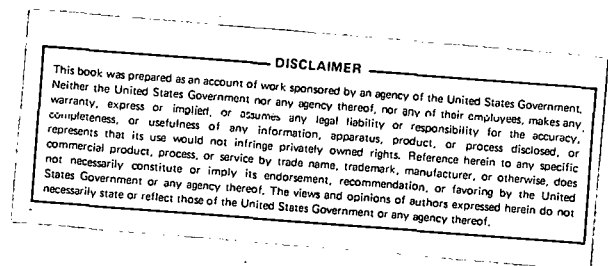 DISCLAIMER
This book was prepared as an account of work sponsored by an agency of the United States Government.
Neither the United States Government nor any agency thereof, nor any of their employees, makes any
warranty, express or implied, or assumes any legal liability or responsibility for the accuracy,
completeness, or usefulness of any information, apparatus, product, or process disclosed, or
represents that its use would not infringe privately owned rights. Reference herein to any specific
commercial product, process, or service by trade name, trademark, manufacturer, or otherwise, does
not necessarily constitute or imply its endorsement, recommendation, or favoring by the United
States Government or any agency thereof. The views and opinions of authors expressed herein do not
necessarily state or reflect those of the United States Government or any agency thereof.